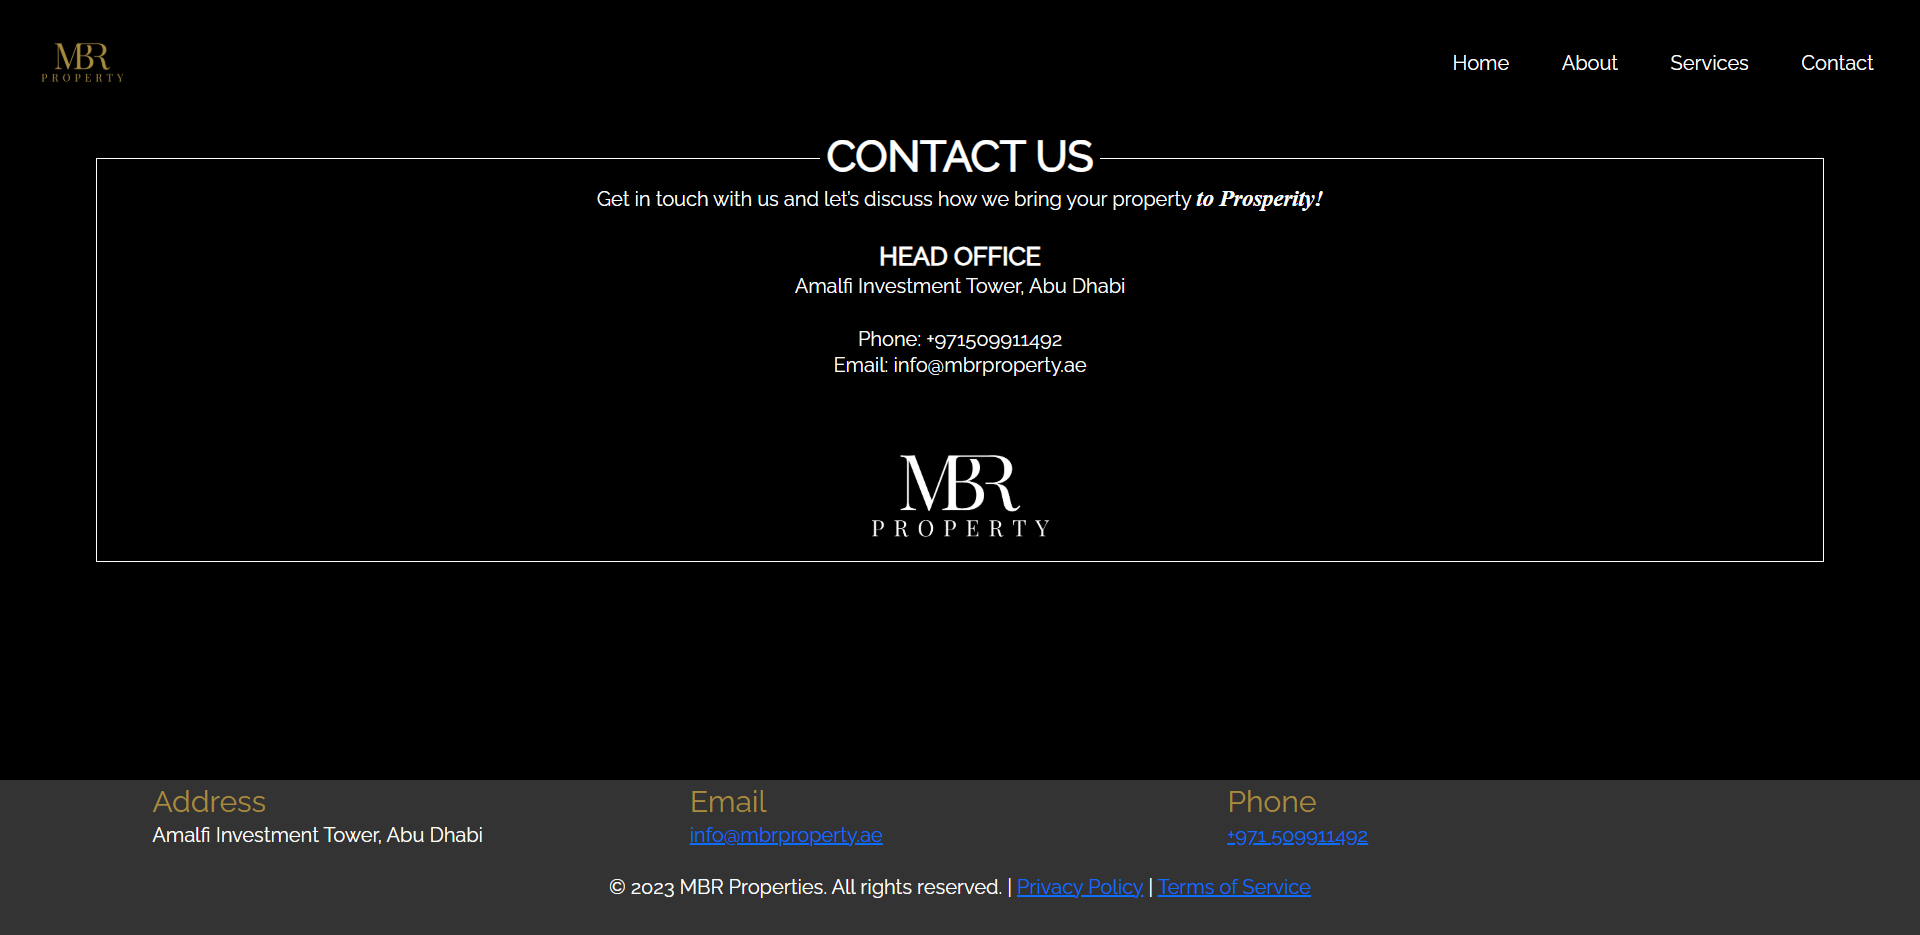 MBR
PROPERTY
Home About Services Contact
CONTACT US
Get in touch with us and let's discuss how we bring your property to Prosperity!
HEAD OFFICE
Amalfi Investment Tower, Abu Dhabi
Phone: +971509911492
Email: info@mbrproperty.ae
MBR
PROPERTY
Address
Amalfi Investment Tower, Abu Dhabi
Email
info@mbrproperty.ae
Phone
+971 509911492
© 2023 MBR Properties. All rights reserved. | Privacy Policy | Terms of Service